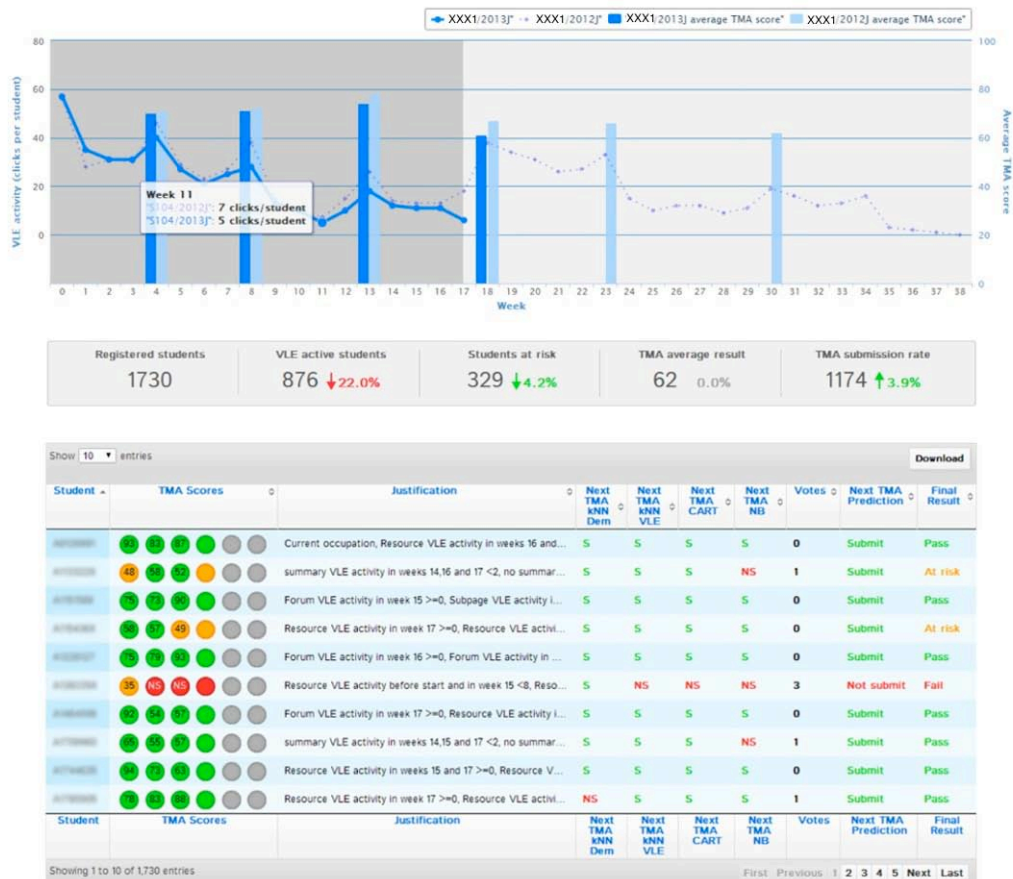 XXX1/2013J" XXX1/2012J" XXX1/2013J average TMA score" XXX1/2012J average TMA score"
80 100
60 80
40 60
20 40
0 20
0
VLE activity (clicks per student)
Average TMA score
Week 11
"S104/2012J": 7 clicks/student
"S104/2013J": 5 clicks/student
0 1 2 3 4 5 6 7 8 9 10 11 12 13 14 15 16 17 18 19 20 21 22 23 24 25 26 27 28 29 30 31 32 33 34 35 36 37 38
Week
Registered students VLE active students Students at risk TMA average result TMA submission rate
1730 876 22.0% 329 4.2% 62 0.0% 1174 3.9%
Show 10 entries Download
Student TMA Scores Justification Next TMA kNN Dem Next TMA kNN VLE Next TMA CART Next TMA NB Votes Next TMA Prediction Final Result
93 83 87 Current occupation, Resource VLE activity in weeks 16 and... S S S S 0 Submit Pass
48 58 52 summary VLE activity in weeks 14,16 and 17 <2, no summar... S S S NS 1 Submit At risk
75 73 90 Forum VLE activity in week 15 >=0, Subpage VLE activity i... S S S S 0 Submit Pass
57 49 Resource VLE activity in week 17 >=0, Resource VLE activi... S S S S 0 Submit At risk
75 79 93 Forum VLE activity in week 16 >=0, Forum VLE activity in ... S S S S 0 Submit Pass
35 NS NS Resource VLE activity before start and in week 15 <8, Reso... S NS NS NS 3 Not submit Fail
92 54 57 Forum VLE activity in week 17 >=0, Resource VLE activity i... S S S S 0 Submit Pass
65 55 57 summary VLE activity in weeks 14,15 and 17 <2, no summar... S S S NS 1 Submit Pass
94 73 63 Resource VLE activity in weeks 15 and 17 >=0, Resource V... S S S S 0 Submit Pass
78 83 88 Resource VLE activity in week 17 >=0, Resource VLE activi... NS S S S 1 Submit Pass
Student TMA Scores Justification Next TMA kNN Dem Next TMA kNN VLE Next TMA CART Next TMA NB Votes Next TMA Prediction Final Result
Showing 1 to 10 of 1,730 entries First Previous 1 2 3 4 5 Next Last